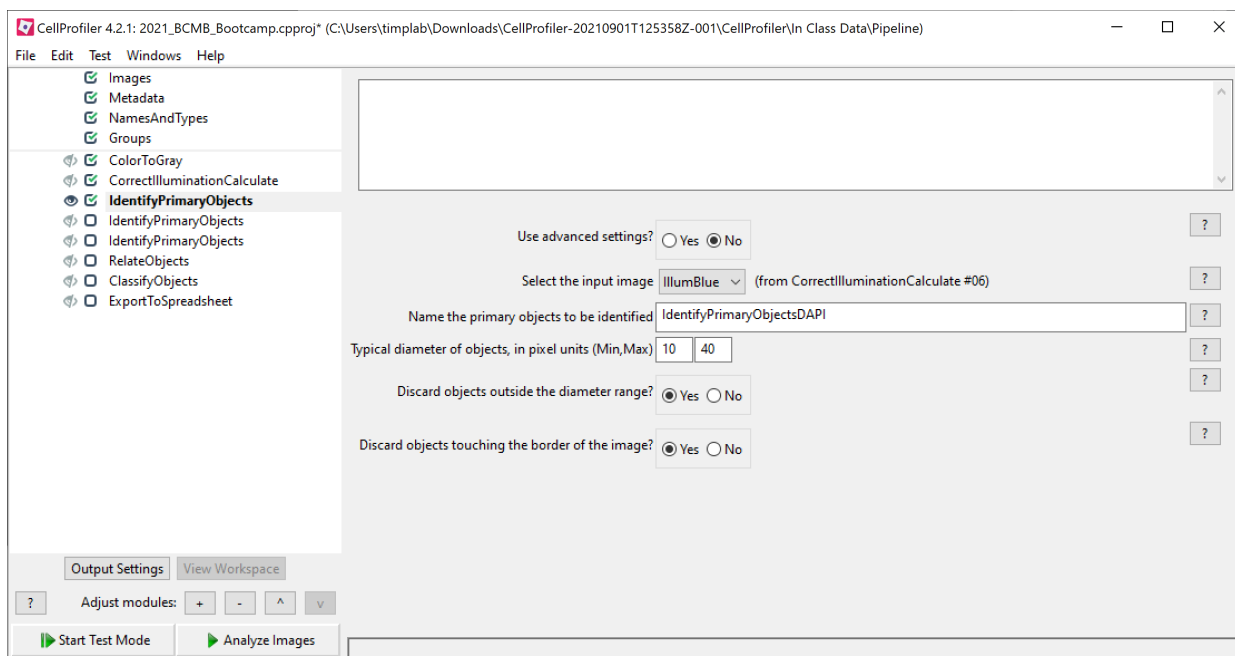 CellProfiler 4.2.1: 2021_BCMB_Bootcamp.cpproj* (C:\Users\timplab\Downloads\CellProfiler-20210901T125358Z-001\CellProfiler\In Class Data\Pipeline)
File Edit Test Windows Help
Images
Metadata
NamesAndTypes
Groups
ColorToGray
CorrectIlluminationCalculate
IdentifyPrimaryObjects
IdentifyPrimaryObjects
IdentifyPrimaryObjects
RelateObjects
ClassifyObjects
ExportToSpreadsheet
Use advanced settings? Yes No ?
Select the input image IllumBlue (from CorrectIlluminationCalculate #06) ?
Name the primary objects to be identified IdentifyPrimaryObjectsDAPI ?
Typical diameter of objects, in pixel units (Min,Max) 10 40 ?
Discard objects outside the diameter range? Yes No ?
Discard objects touching the border of the image? Yes No ?
Output Settings View Workspace
? Adjust modules: + - ^ v
Start Test Mode Analyze Images